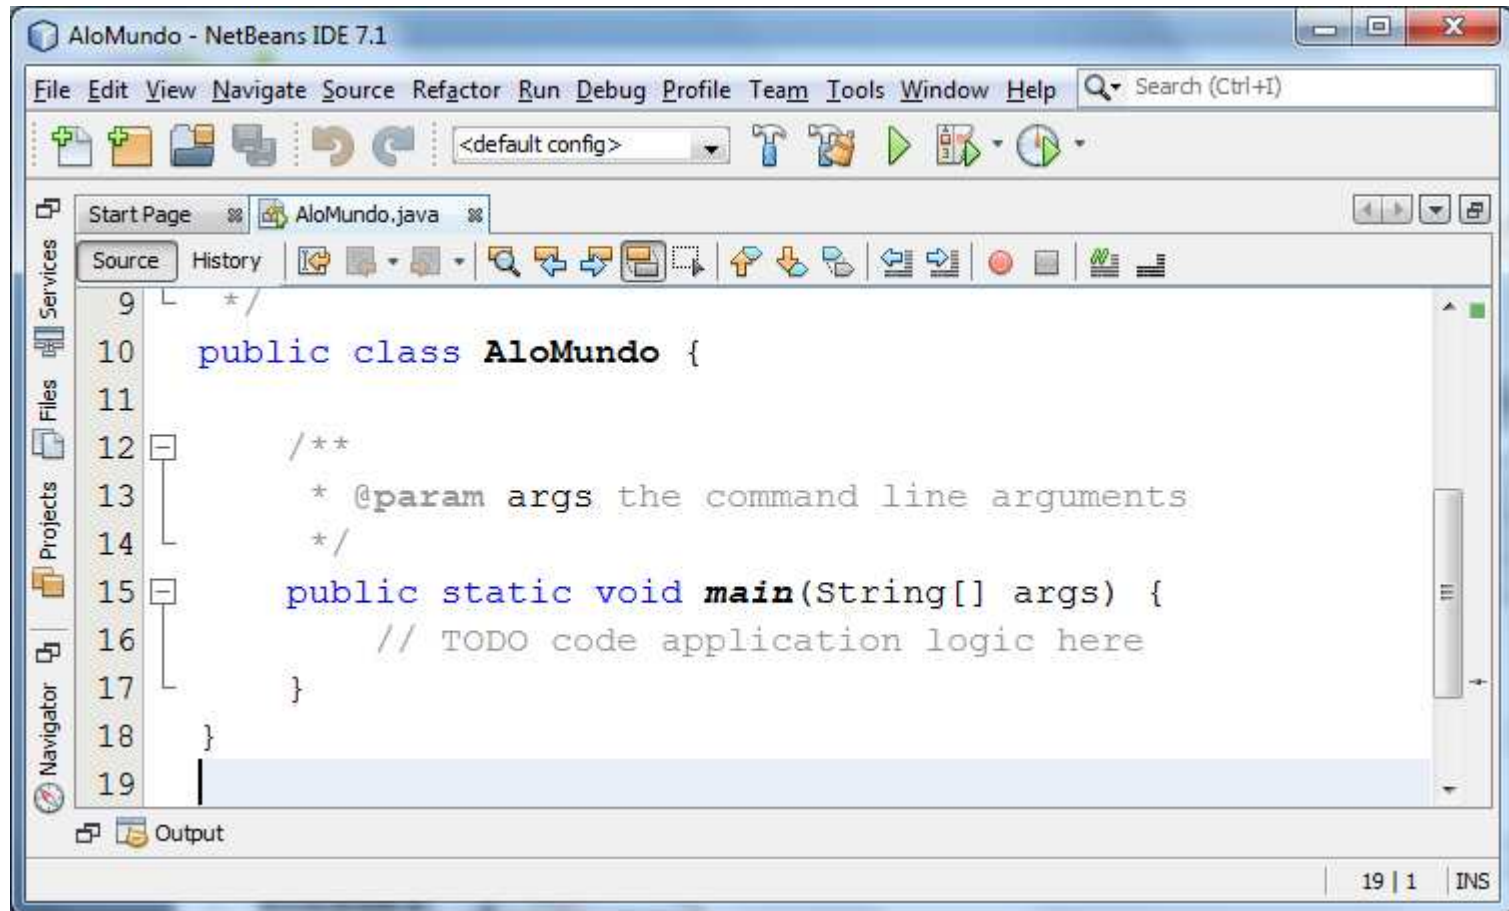 AloMundo - NetBeans IDE 7.1
File Edit View Navigate Source Refactor Run Debug Profile Team Tools Window Help Search (Ctrl+I)
<default config>
Start Page AloMundo.java
Source History
Services
Files
Projects
Navigator
9 */
10 public class AloMundo {
11
12 /**
13 * @param args the command line arguments
14 */
15 public static void main(String[] args) {
16 // TODO code application logic here
17 }
18 }
19
Output
19 | 1 INS